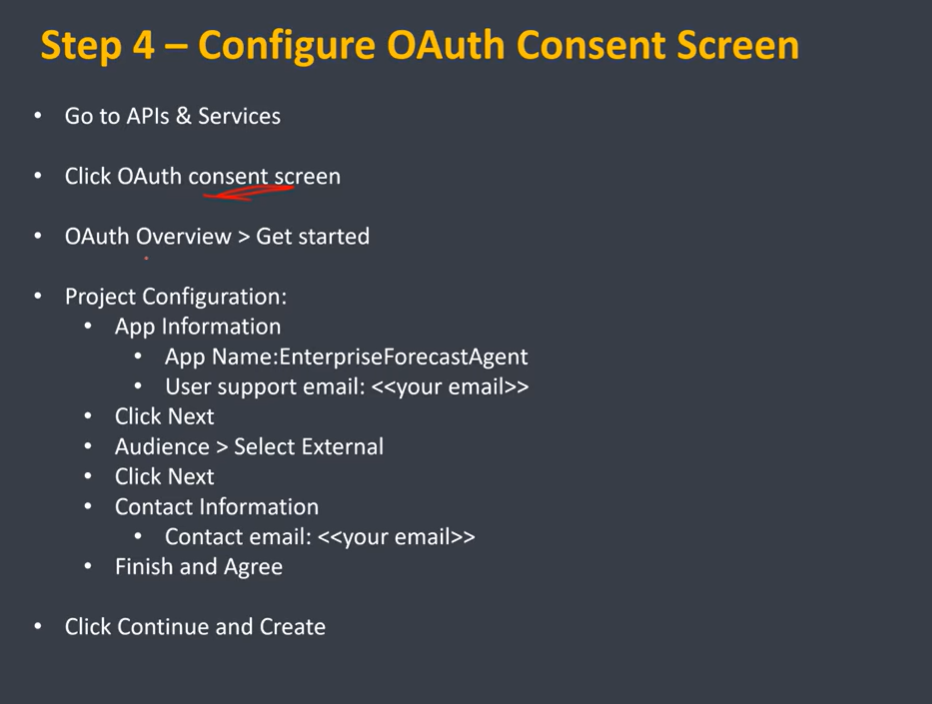 Step 4 – Configure OAuth Consent Screen
• Go to APIs & Services
• Click OAuth consent screen
• OAuth Overview > Get started
• Project Configuration:
• App Information
• App Name:EnterpriseForecastAgent
• User support email: <<your email>>
• Click Next
• Audience > Select External
• Click Next
• Contact Information
• Contact email: <<your email>>
• Finish and Agree
• Click Continue and Create